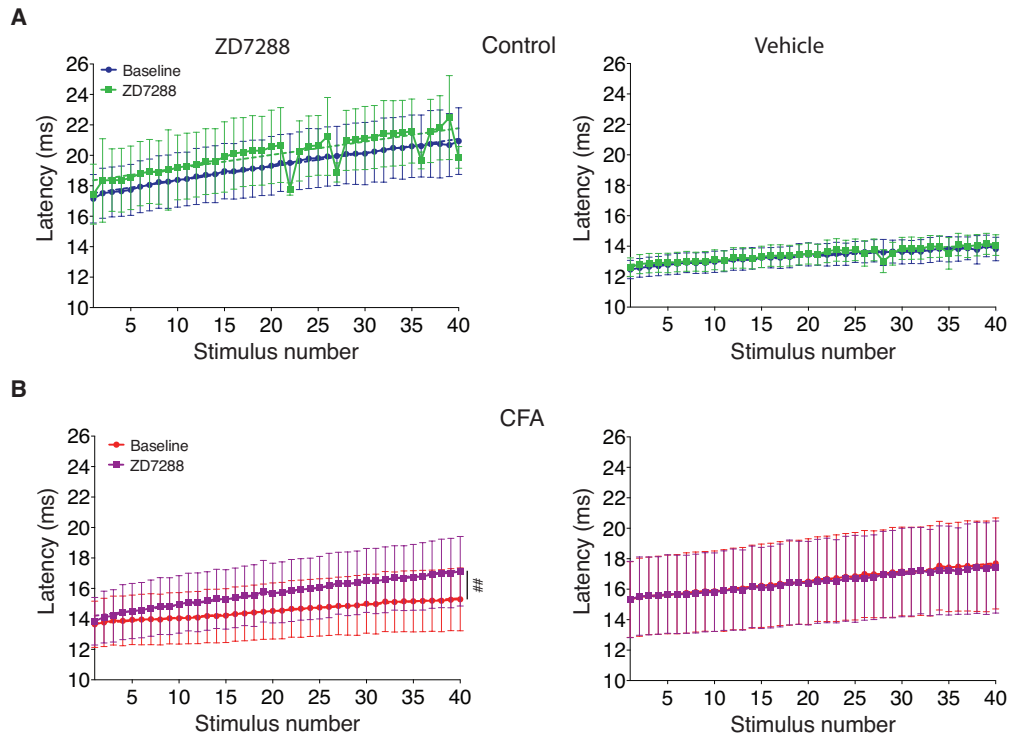 A
ZD7288 Control Vehicle
Baseline
ZD7288
Latency (ms)
26
24
22
20
18
16
14
12
10
5 10 15 20 25 30 35 40
Stimulus number
Latency (ms)
26
24
22
20
18
16
14
12
10
5 10 15 20 25 30 35 40
Stimulus number
B
CFA
Baseline
ZD7288
Latency (ms)
26
24
22
20
18
16
14
12
10
##
5 10 15 20 25 30 35 40
Stimulus number
Latency (ms)
26
24
22
20
18
16
14
12
10
5 10 15 20 25 30 35 40
Stimulus number